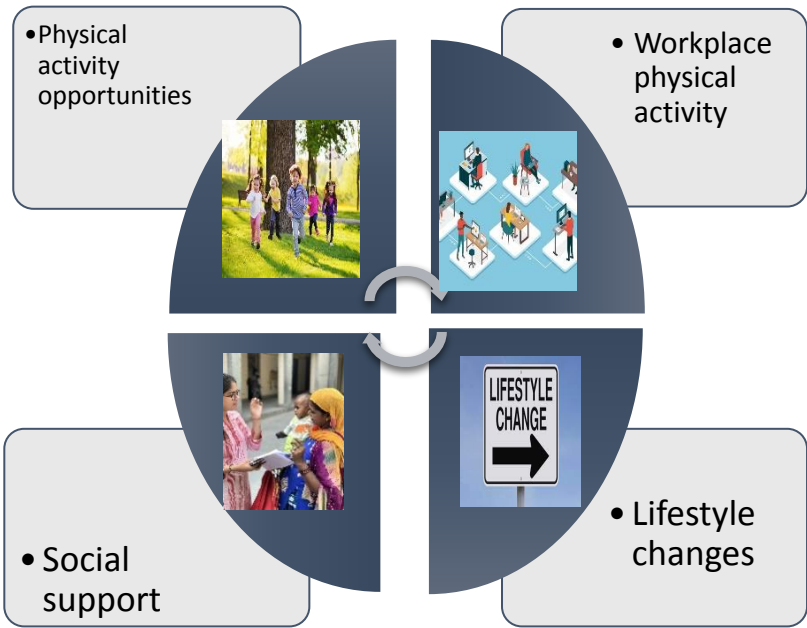 •Physical
activity
opportunities
• Workplace
physical
activity
• Social
support
LIFESTYLE
CHANGE
• Lifestyle
changes